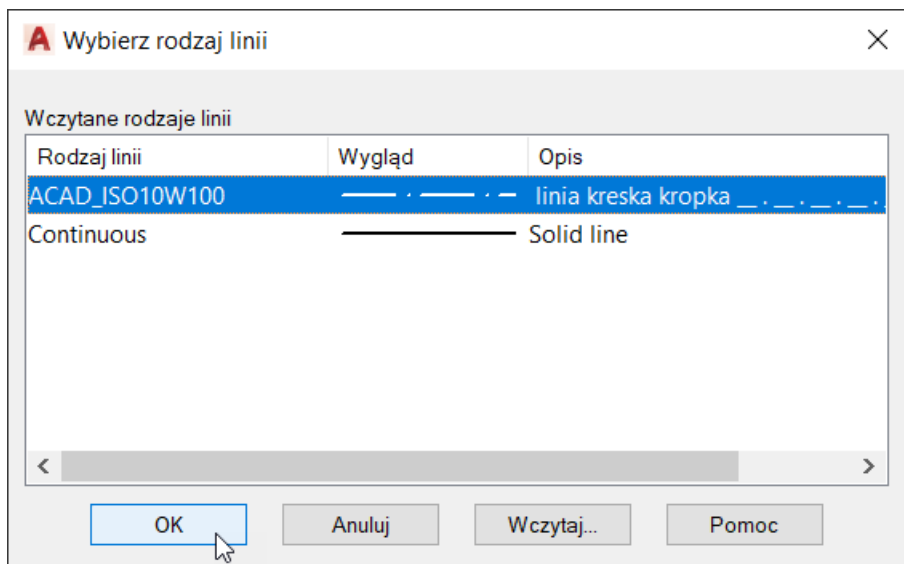 Wybierz rodzaj linii
Wczytane rodzaje linii
Rodzaj linii Wygląd Opis
ACAD_ISO10W100 linia kreska kropka __ . __ . __ . __ .
Continuous Solid line
OK Anuluj Wczytaj... Pomoc